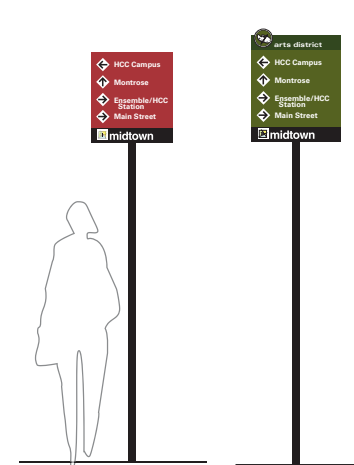 HCC Campus
Montrose
Ensemble/HCC
Station
Main Street
midtown
arts district
HCC Campus
Montrose
Ensemble/HCC
Station
Main Street
midtown